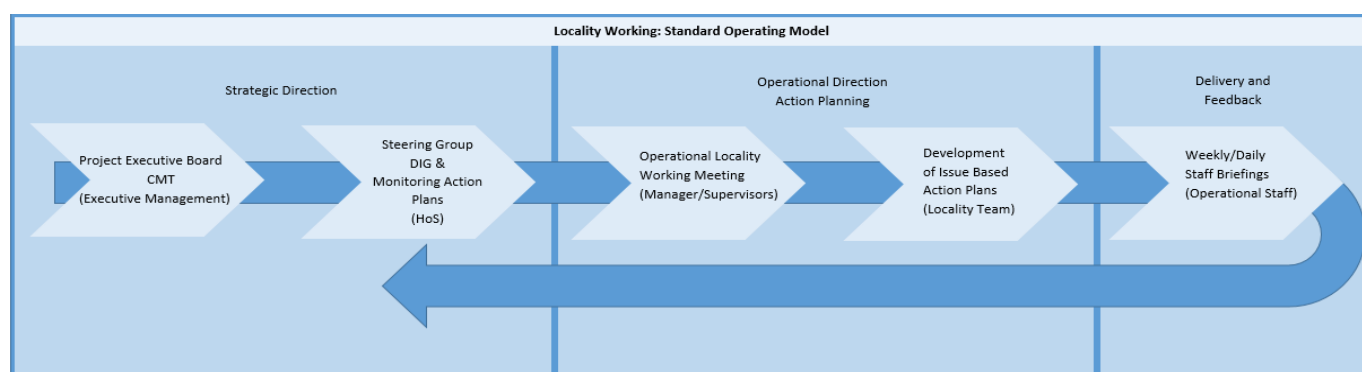 Locality Working: Standard Operating Model
Strategic Direction
Project Executive Board
CMT
(Executive Management)
Steering Group
DIG &
Monitoring Action
Plans
(HoS)
Operational Direction
Action Planning
Operational Locality
Working Meeting
(Manager/Supervisors)
Development
of Issue Based
Action Plans
(Locality Team)
Delivery and
Feedback
Weekly/Daily
Staff Briefings
(Operational Staff)